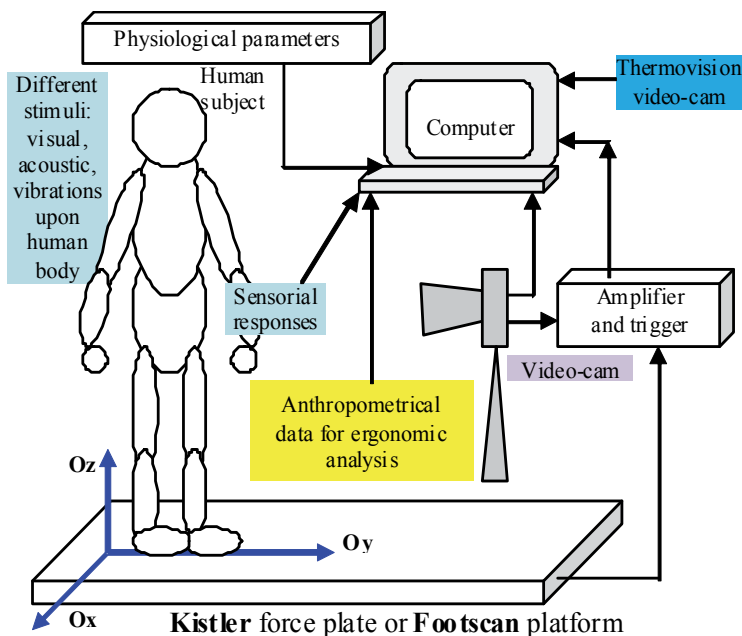 Physiological parameters
Human
subject
Different
stimuli:
visual,
acoustic,
vibrations
upon
human
body
Computer
Thermovision
video-cam
Sensorial
responses
Amplifier
and trigger
Video-cam
Anthropometrical
data for ergonomic
analysis
Oz
Oy
Ox
Kistler force plate or Footscan platform